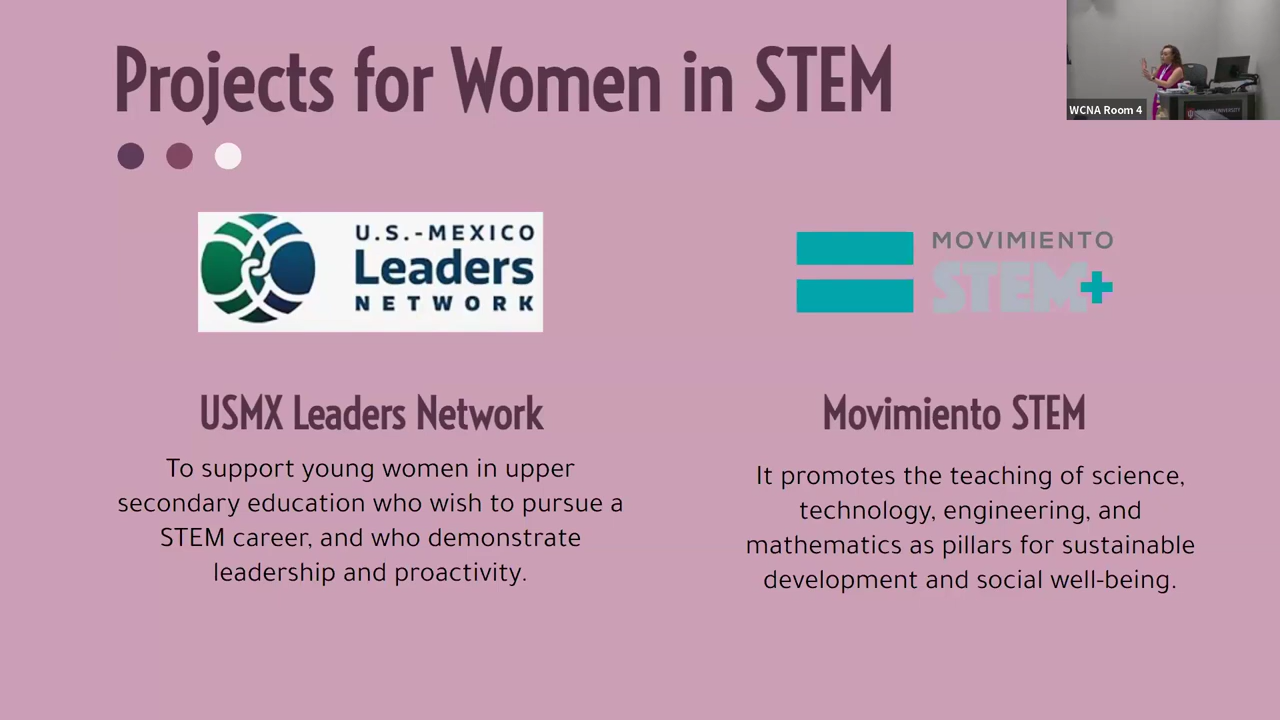 Projects for Women in STEM
WCNA Room 4
U.S.-MEXICO
Leaders
NETWORK
MOVIMIENTO
STEM+
USMX Leaders Network
To support young women in upper
secondary education who wish to pursue a
STEM career, and who demonstrate
leadership and proactivity.
Movimiento STEM
It promotes the teaching of science,
technology, engineering, and
mathematics as pillars for sustainable
development and social well-being.